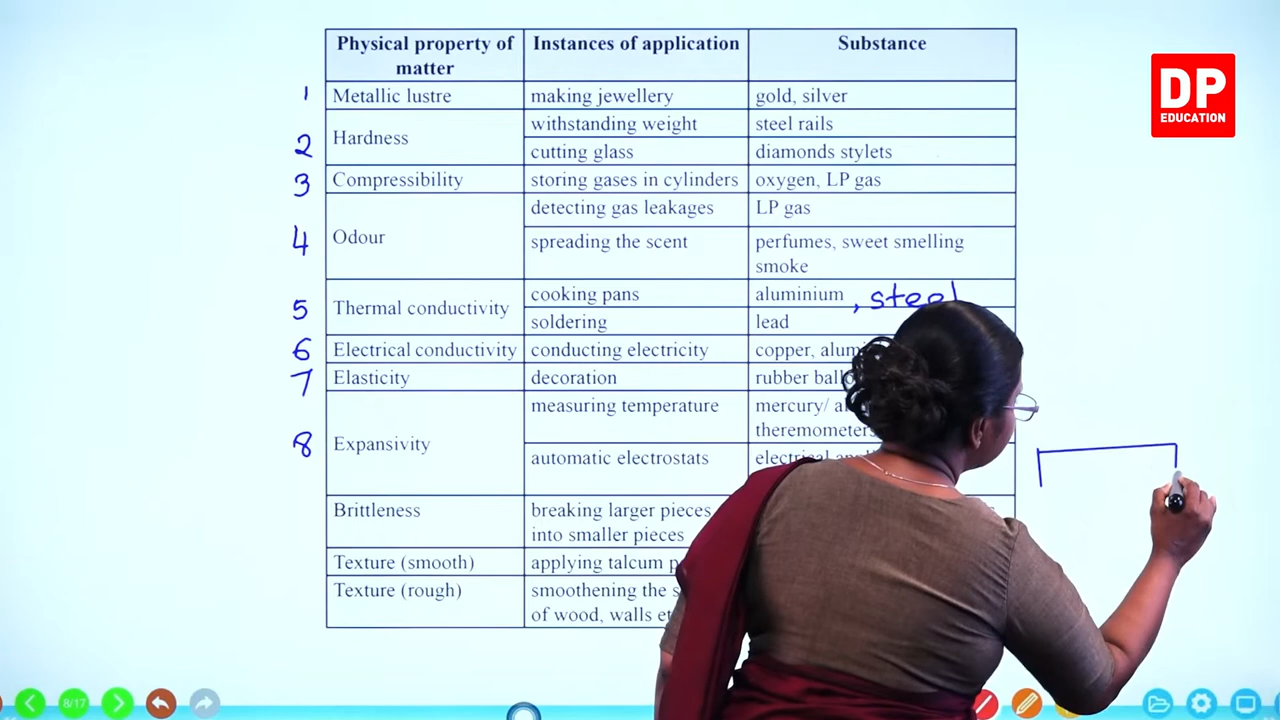 DP
EDUCATION
Physical property of matter Instances of application Substance
1 Metallic lustre making jewellery gold, silver
2 Hardness withstanding weight steel rails
cutting glass diamonds stylets
3 Compressibility storing gases in cylinders oxygen, LP gas
4 Odour detecting gas leakages LP gas
spreading the scent perfumes, sweet smelling
smoke
5 Thermal conductivity cooking pans aluminium , steel
soldering lead
6 Electrical conductivity conducting electricity copper,
7 Elasticity decoration rubber
8 Expansivity measuring temperature mercury/
theremometers
automatic electrostats electrical
Brittleness breaking larger pieces
into smaller pieces
Texture (smooth) applying talcum
Texture (rough) smoothening the
of wood, walls
8/17